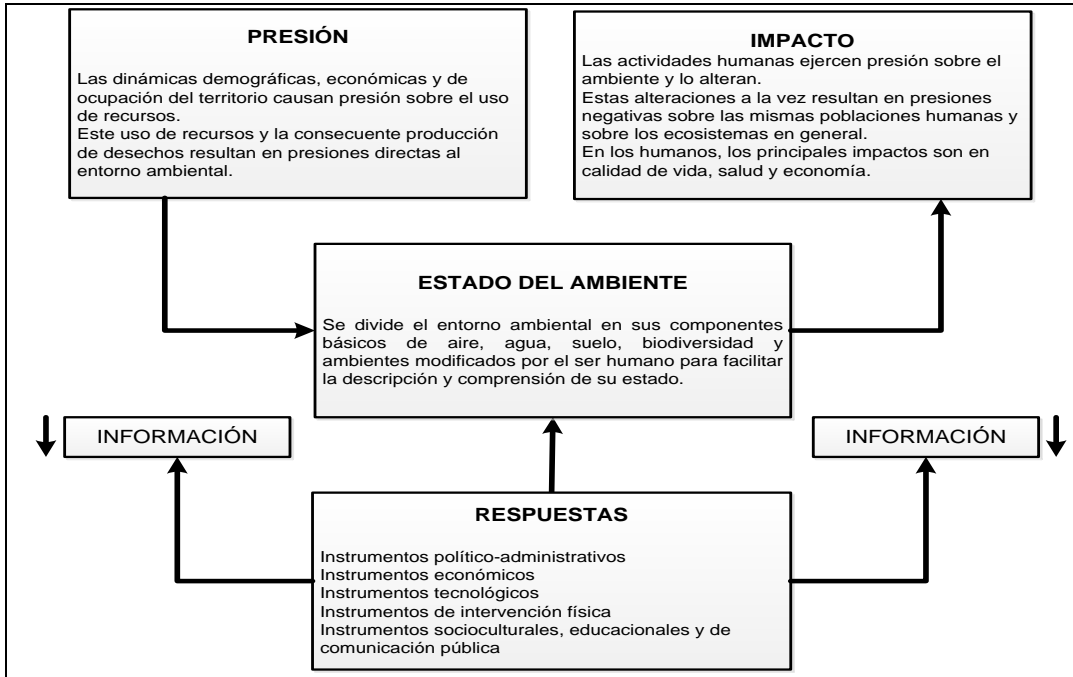 PRESIÓN
Las dinámicas demográficas, económicas y de
ocupación del territorio causan presión sobre el uso
de recursos.
Este uso de recursos y la consecuente producción
de desechos resultan en presiones directas al
entorno ambiental.
IMPACTO
Las actividades humanas ejercen presión sobre el
ambiente y lo alteran.
Estas alteraciones a la vez resultan en presiones
negativas sobre las mismas poblaciones humanas y
sobre los ecosistemas en general.
En los humanos, los principales impactos son en
calidad de vida, salud y economía.
ESTADO DEL AMBIENTE
Se divide el entorno ambiental en sus componentes
básicos de aire, agua, suelo, biodiversidad y
ambientes modificados por el ser humano para facilitar
la descripción y comprensión de su estado.
INFORMACIÓN
INFORMACIÓN
RESPUESTAS
Instrumentos político-administrativos
Instrumentos económicos
Instrumentos tecnológicos
Instrumentos de intervención física
Instrumentos socioculturales, educacionales y de
comunicación pública